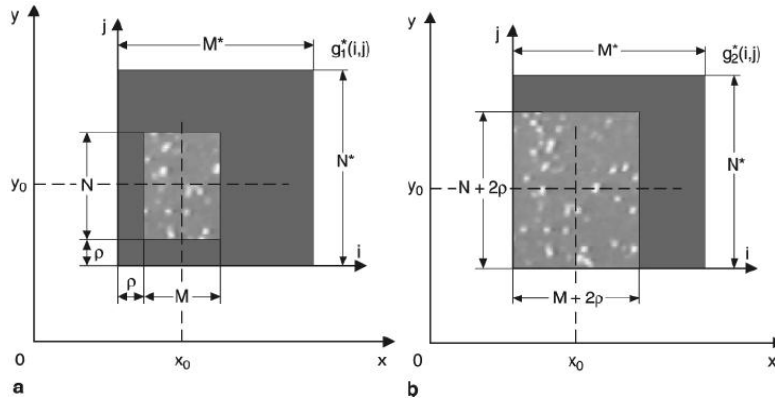 y
j
M*
g₁*(i,j)
N
N*
y₀
ρ
i
ρ
M
0
x₀
x
a
y
j
M*
g₂*(i,j)
N + 2ρ
N*
y₀
i
M + 2ρ
0
x₀
x
b